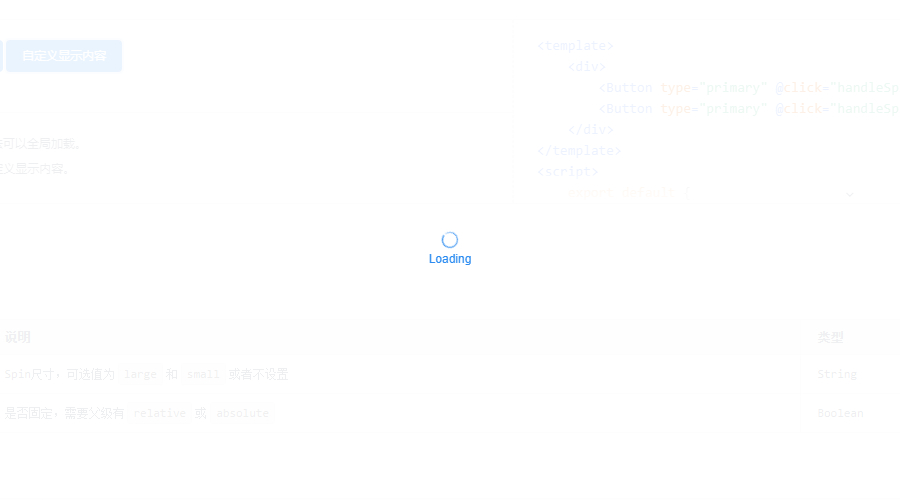 自定义显示内容
可以全屏加载。
定义显示内容。
<template>
<div>
<Button type="primary" @click="handleSp
<Button type="primary" @click="handleSp
</div>
</template>
<script>
export default {
Loading
说明
类型
Spin尺寸，可选值为 large 和 small 或者不设置
String
是否固定，需要父级有 relative 或 absolute
Boolean